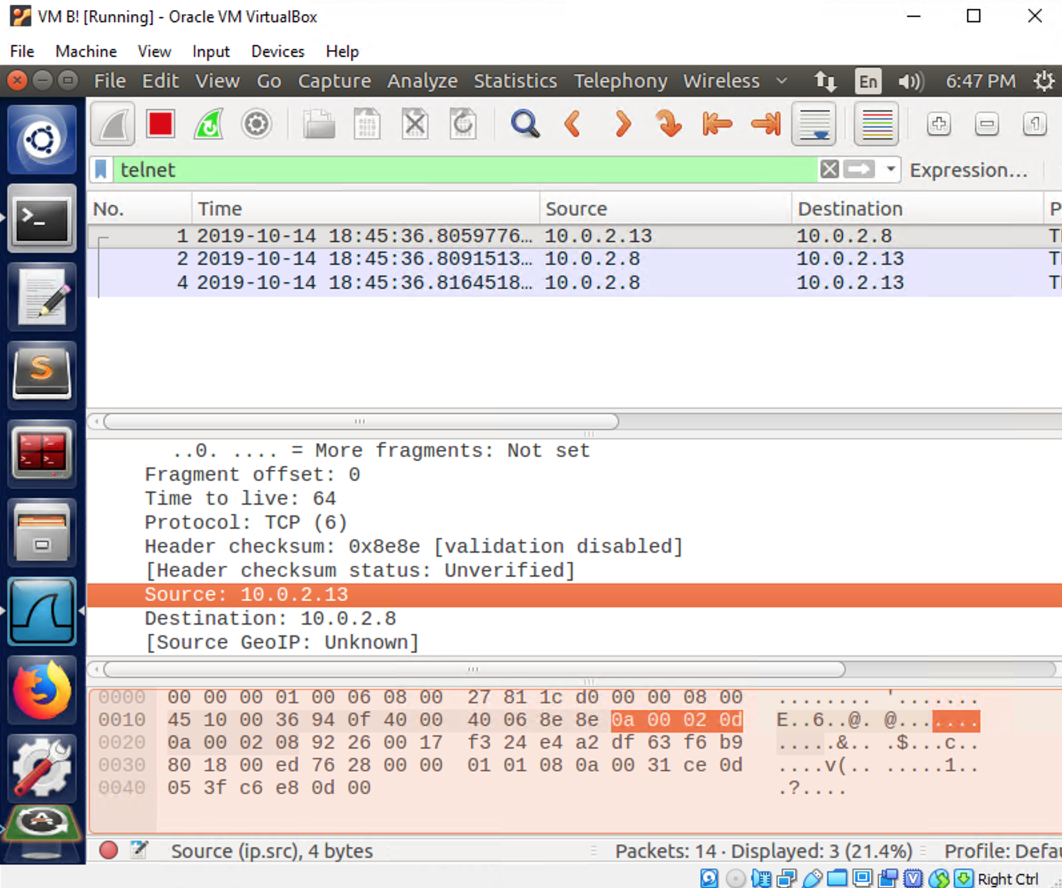 VM B! [Running] - Oracle VM VirtualBox
File Machine View Input Devices Help
File Edit View Go Capture Analyze Statistics Telephony Wireless En 6:47 PM
telnet Expression...
No. Time Source Destination P
1 2019-10-14 18:45:36.8059776… 10.0.2.13 10.0.2.8 T
2 2019-10-14 18:45:36.8091513… 10.0.2.8 10.0.2.13 T
4 2019-10-14 18:45:36.8164518… 10.0.2.8 10.0.2.13 T
..0. .... = More fragments: Not set
Fragment offset: 0
Time to live: 64
Protocol: TCP (6)
Header checksum: 0x8e8e [validation disabled]
[Header checksum status: Unverified]
Source: 10.0.2.13
Destination: 10.0.2.8
[Source GeoIP: Unknown]
0000 00 00 00 01 00 06 08 00 27 81 1c d0 00 00 08 00 ........ '.......
0010 45 10 00 36 94 0f 40 00 40 06 8e 8e 0a 00 02 0d E..6..@. @.......
0020 0a 00 02 08 92 26 00 17 f3 24 e4 a2 df 63 f6 b9 .....&.. .$...c..
0030 80 18 00 ed 76 28 00 00 01 01 08 0a 00 31 ce 0d ....v(.. .....1..
0040 05 3f c6 e8 0d 00 .?....
Source (ip.src), 4 bytes Packets: 14 · Displayed: 3 (21.4%) Profile: Defau
Right Ctrl